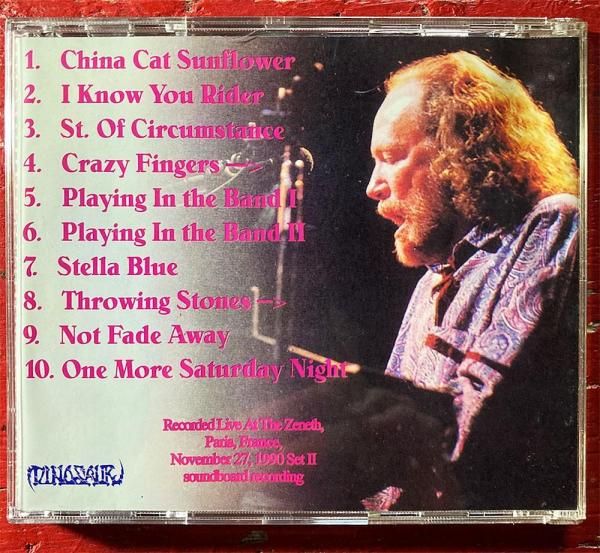 1. China Cat Sunflower
2. I Know You Rider
3. St. Of Circumstance
4. Crazy Fingers -->
5. Playing In the Band I
6. Playing In the Band II
7. Stella Blue
8. Throwing Stones -->
9. Not Fade Away
10. One More Saturday Night
Recorded Live At The Zeneth,
Paris, France,
November 27, 1990 Set II
soundboard recording
DINOSAUR